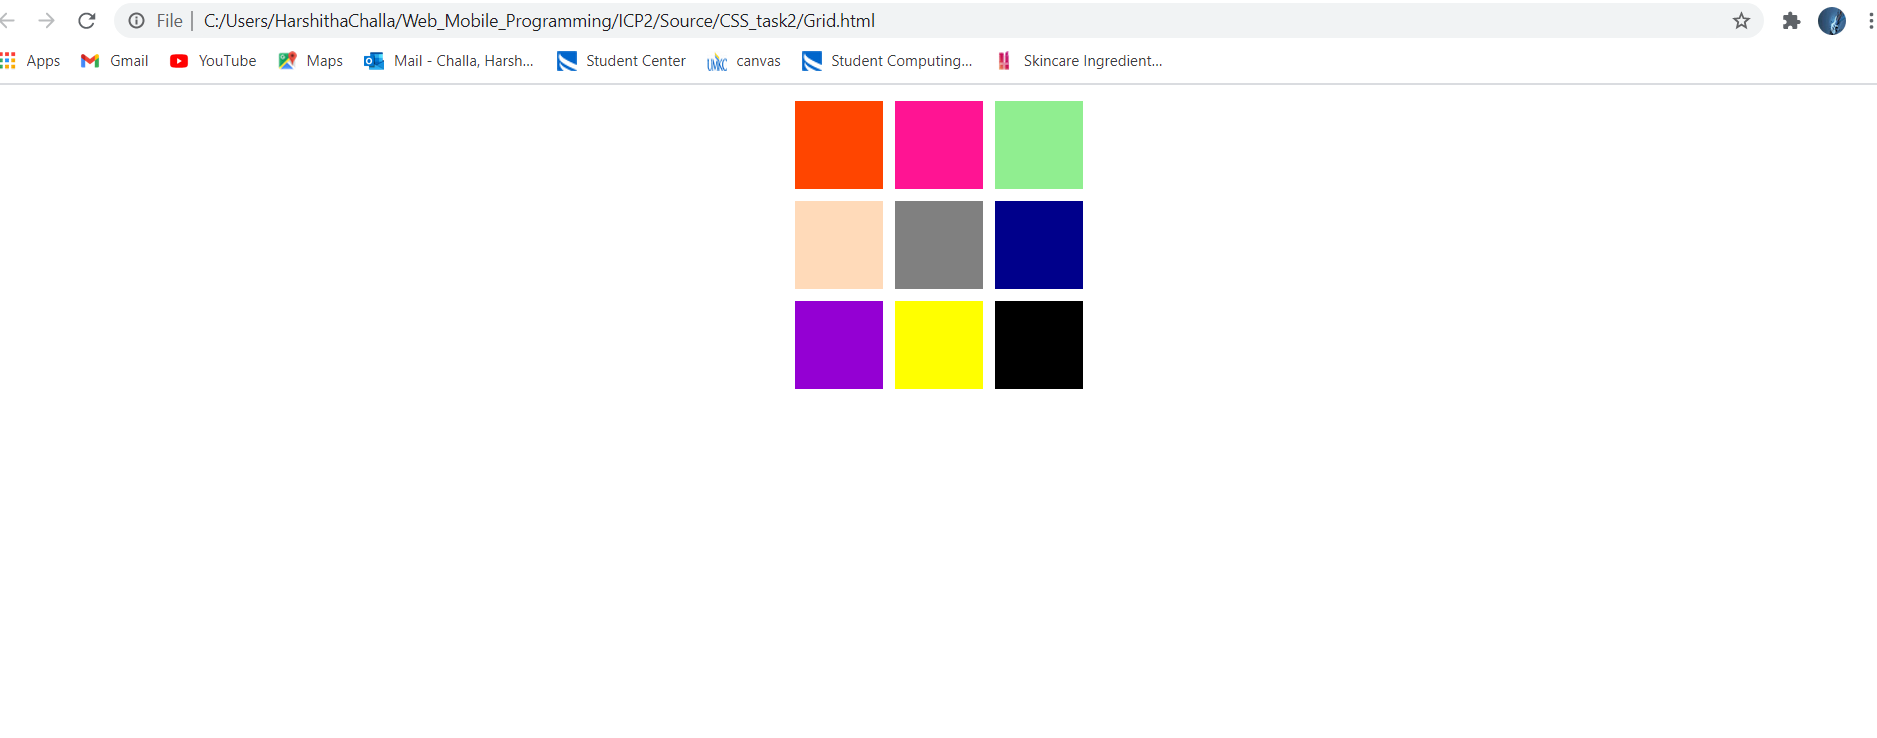 File | C:/Users/HarshithaChalla/Web_Mobile_Programming/ICP2/Source/CSS_task2/Grid.html
Apps Gmail YouTube Maps Mail - Challa, Harsh... Student Center UMKC canvas Student Computing... Skincare Ingredient...